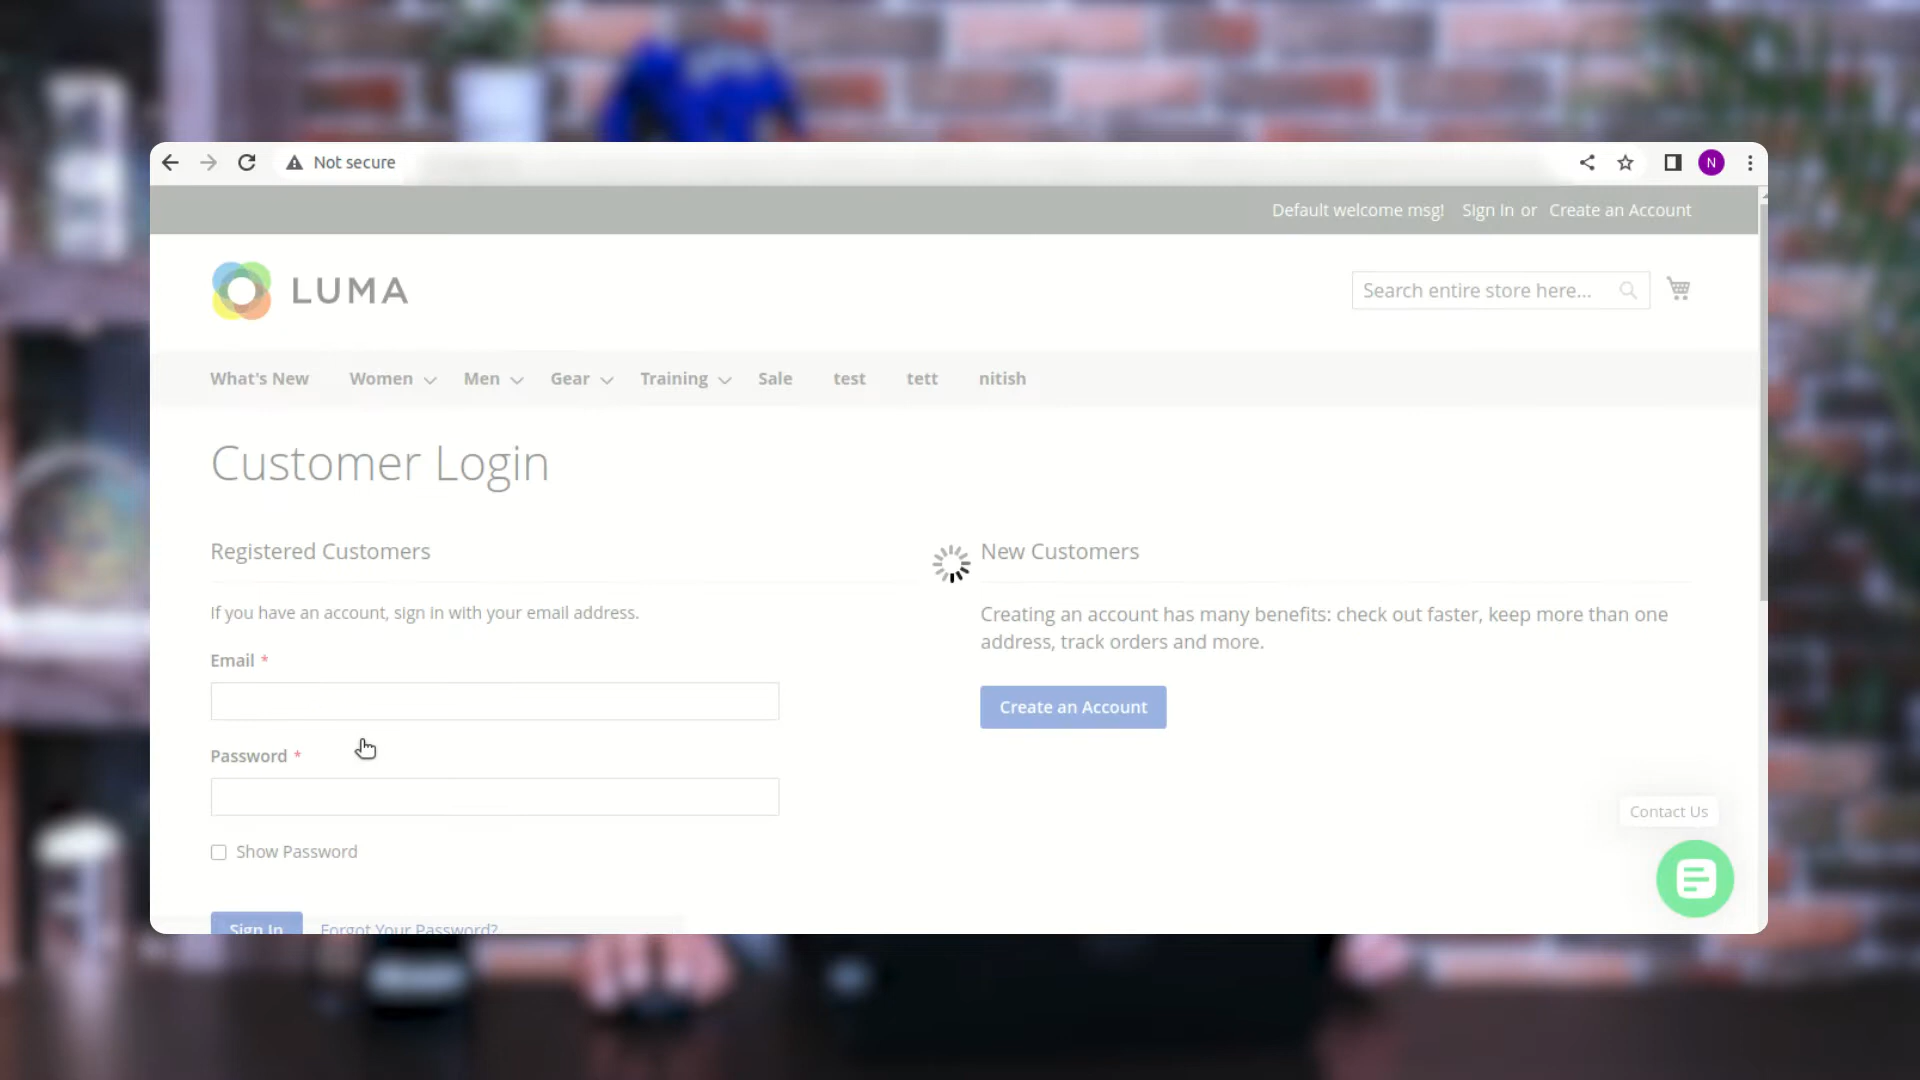 Not secure
N
Default welcome msg! Sign In or Create an Account
LUMA
Search entire store here...
What's New Women Men Gear Training Sale test tett nitish
Customer Login
Registered Customers
If you have an account, sign in with your email address.
Email *
Password *
Show Password
Sign In Forgot Your Password?
New Customers
Creating an account has many benefits: check out faster, keep more than one
address, track orders and more.
Create an Account
Contact Us